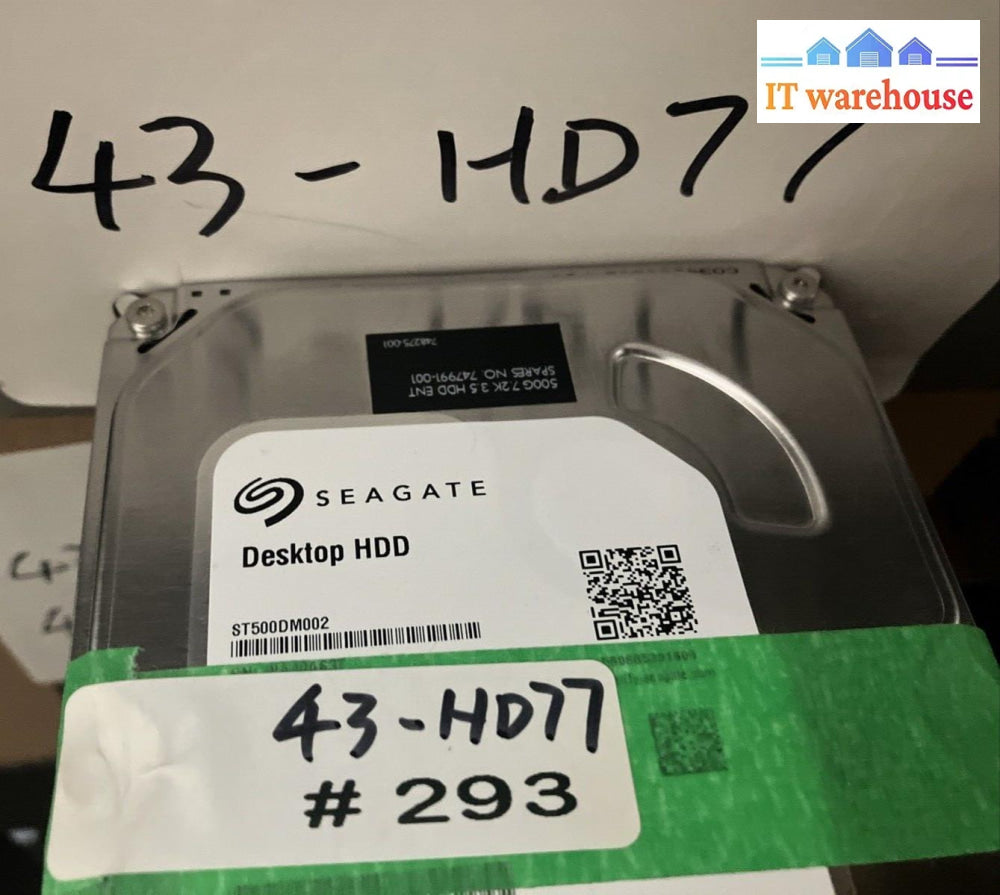 IT warehouse
43-HD77
748275-001
500G 7.2K 3.5 HDD ENT
SPARES NO. 747991-001
SEAGATE
Desktop HDD
ST500DM002
43-HD77
# 293